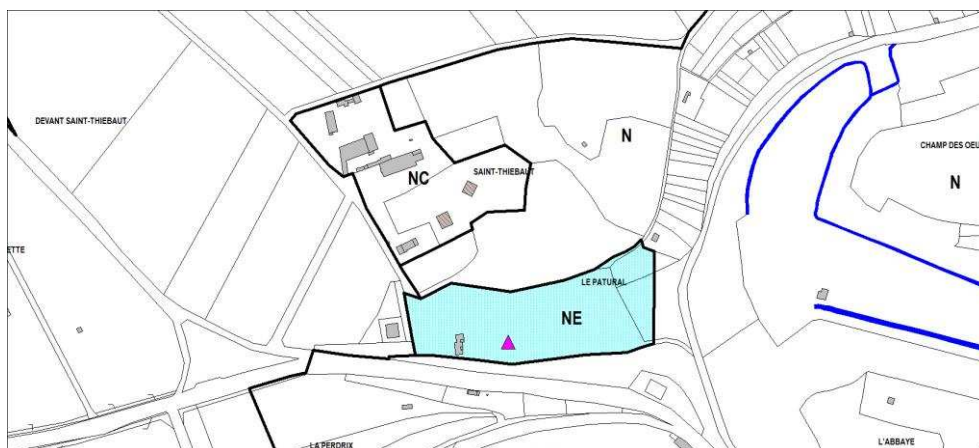 DEVANT SAINT-THIEBAUT
N
CHAMP DES OEU
NC
SAINT-THIEBAUT
N
ETTE
LE PATURAL
NE
LA PERDRIX
L'ABBAYE